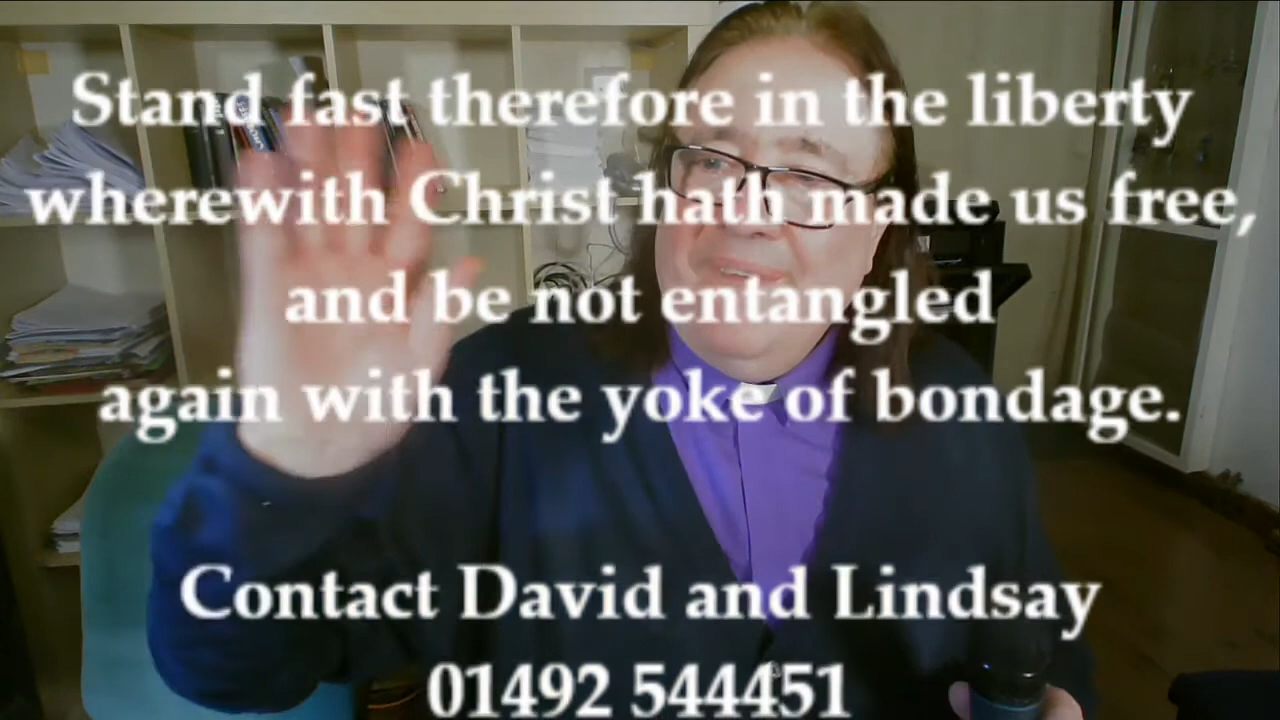 Stand fast therefore in the liberty
wherewith Christ hath made us free,
and be not entangled
again with the yoke of bondage.
Contact David and Lindsay
01492 544451